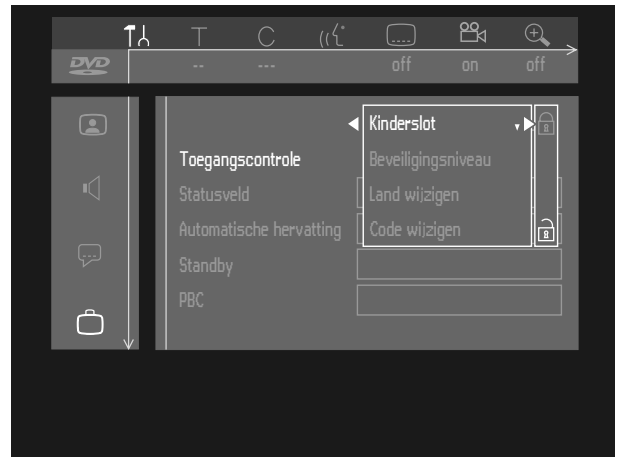 T C
DVD -- --- off on off
Kinderslot
Toegangscontrole Beveiligingsniveau
Statusveld Land wijzigen
Automatische hervatting Code wijzigen
Standby
PBC